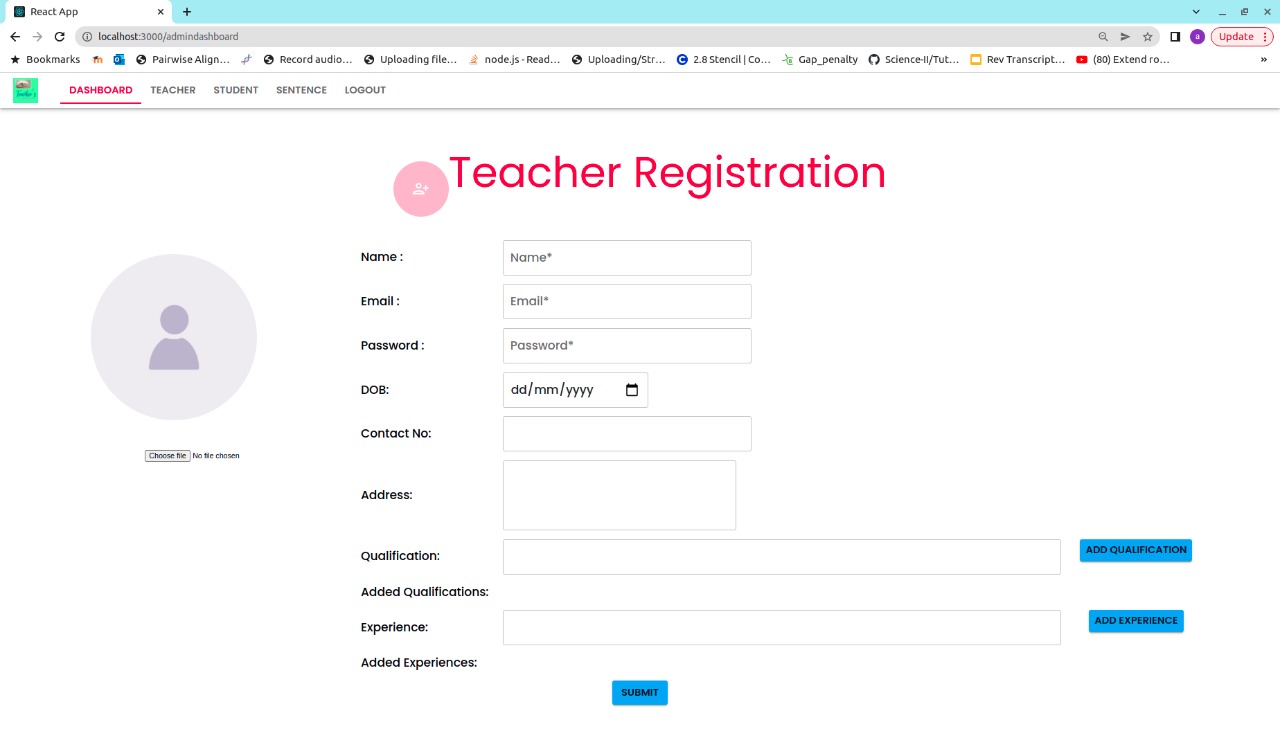 React App
localhost:3000/admindashboard
a
Update
Bookmarks
Pairwise Align...
Record audio...
Uploading file...
node.js - Read...
Uploading/Str...
2.8 Stencil | Co...
Gap_penalty
Science-II/Tut...
Rev Transcript...
(80) Extend ro...
»
DASHBOARD
TEACHER
STUDENT
SENTENCE
LOGOUT
Teacher Registration
Name :
Name*
Email :
Email*
Password :
Password*
DOB:
dd/mm/yyyy
Contact No:
Choose file No file chosen
Address:
Qualification:
ADD QUALIFICATION
Added Qualifications:
Experience:
ADD EXPERIENCE
Added Experiences:
SUBMIT